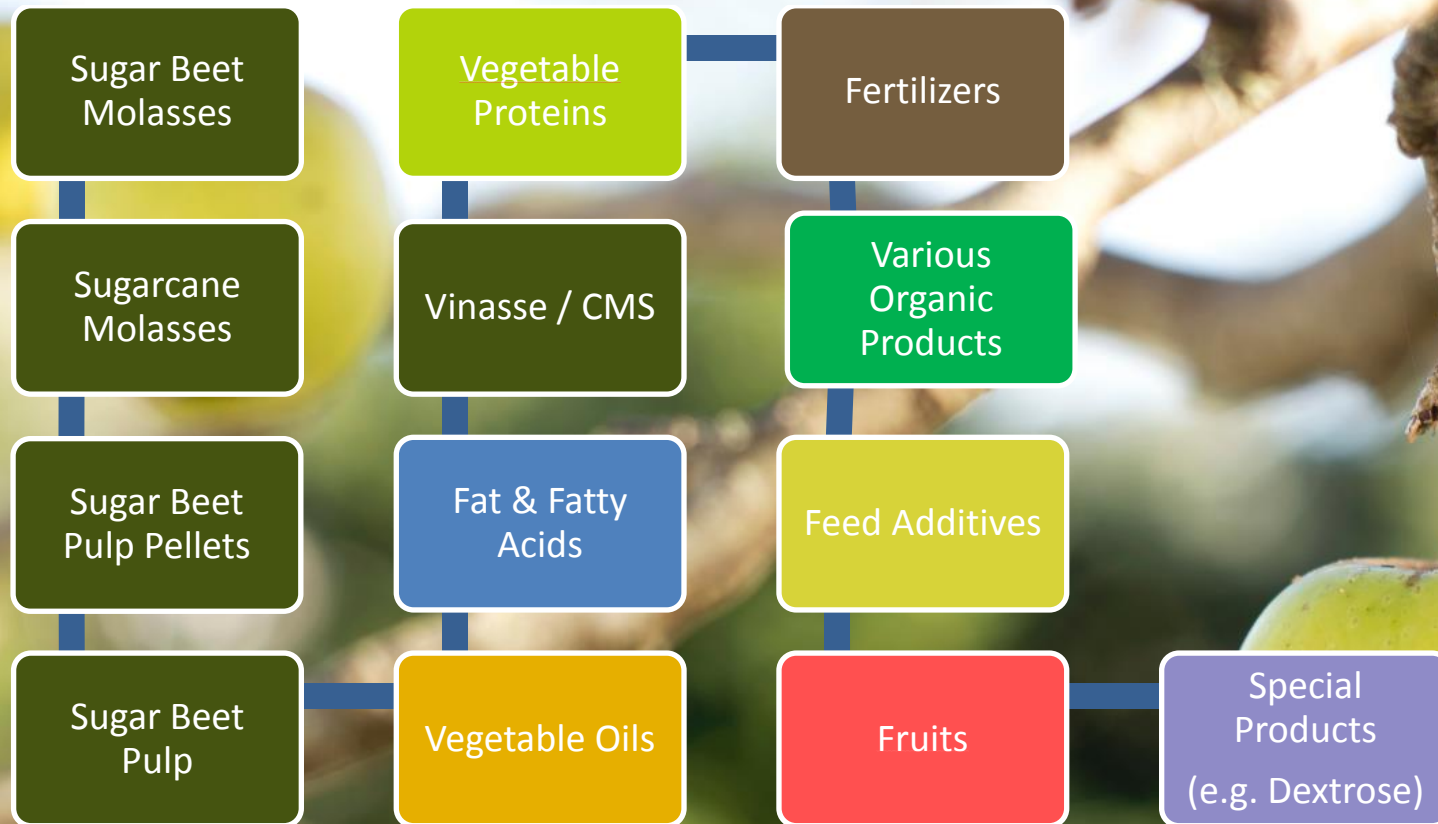 Sugar Beet
Molasses
Sugarcane
Molasses
Sugar Beet
Pulp Pellets
Sugar Beet
Pulp
Vegetable Oils
Fat & Fatty
Acids
Vinasse / CMS
Vegetable
Proteins
Fertilizers
Various
Organic
Products
Feed Additives
Fruits
Special
Products
(e.g. Dextrose)